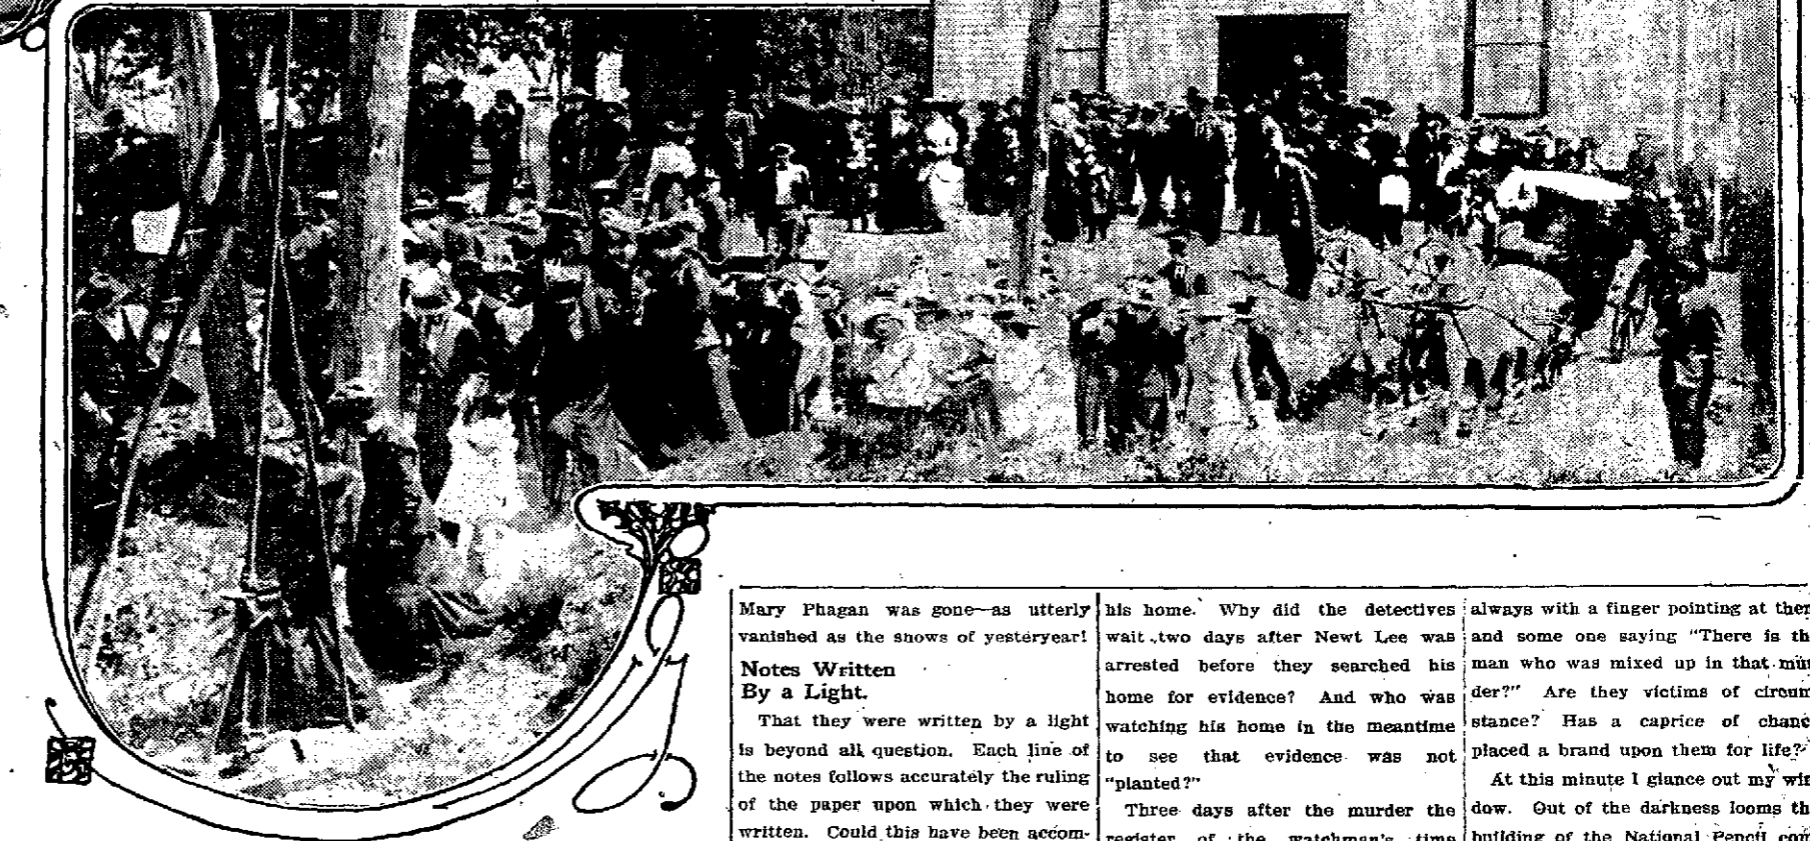 Mary Phagan was gone—as utterly
vanished as the snows of yesteryear!
Notes Written
By a Light.
That they were written by a light
is beyond all question. Each line of
the notes follows accurately the ruling
of the paper upon which they were
written. Could this have been accom-
his home. Why did the detectives
wait two days after Newt Lee was
arrested before they searched his
home for evidence? And who was
watching his home in the meantime
to see that evidence was not
"planted?"
Three days after the murder the
register of the watchman's time
always with a finger pointing at them
and some one saying "There is th
man who was mixed up in that mur
der?" Are they victims of circum
stance? Has a caprice of chanc
placed a brand upon them for life?
At this minute I glance out my win
dow. Out of the darkness looms th
building of the National Pencil com